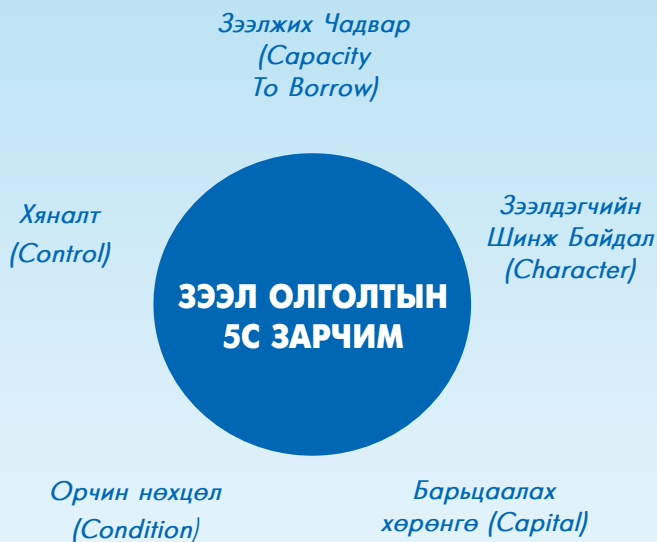 Зээлжих Чадвар
(Capacity
To Borrow)
Хяналт
(Control)
Зээлдэгчийн
Шинж Байдал
(Character)
ЗЭЭЛ ОЛГОЛТЫН
5C ЗАРЧИМ
Орчин нөхцөл
(Condition)
Барьцаалах
хөрөнгө (Capital)